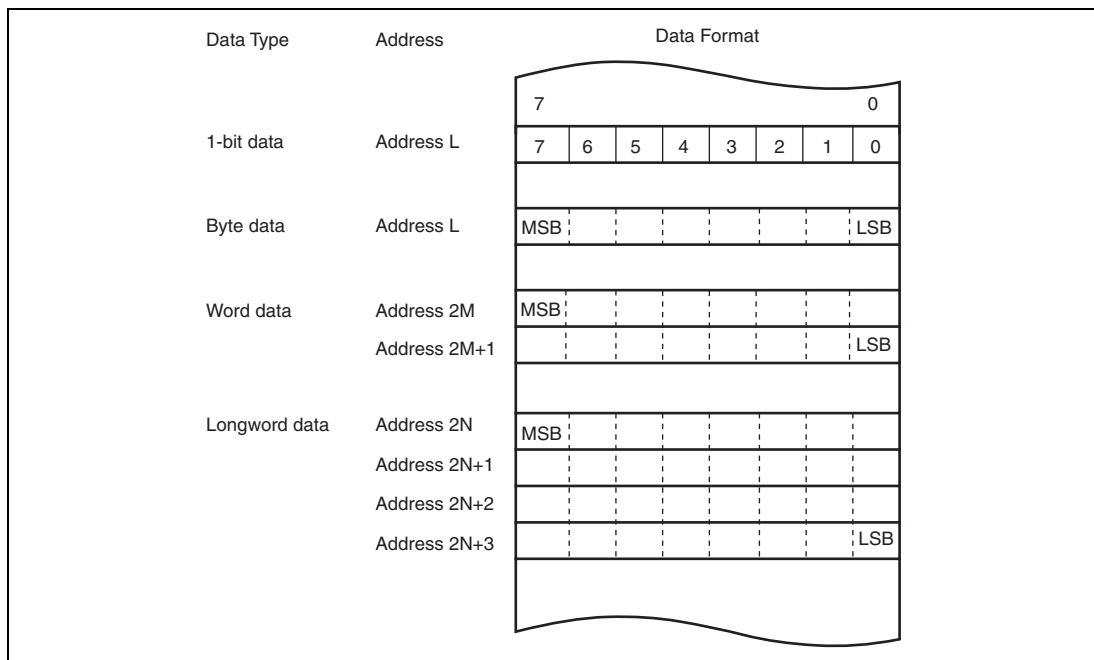 Data Type Address Data Format
7 0
1-bit data Address L 7 6 5 4 3 2 1 0
Byte data Address L MSB LSB
Word data Address 2M MSB
Address 2M+1 LSB
Longword data Address 2N MSB
Address 2N+1
Address 2N+2
Address 2N+3 LSB